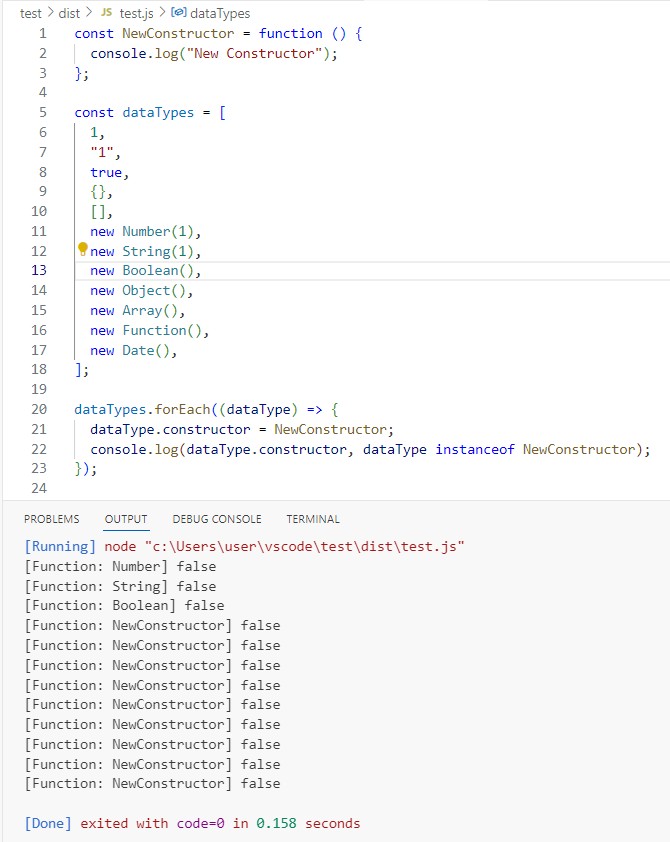 test > dist > JS test.js > dataTypes
1 const NewConstructor = function () {
2 console.log("New Constructor");
3 };
4
5 const dataTypes = [
6 1,
7 "1",
8 true,
9 {},
10 [],
11 new Number(1),
12 new String(1),
13 new Boolean(),
14 new Object(),
15 new Array(),
16 new Function(),
17 new Date(),
18 ];
19
20 dataTypes.forEach((dataType) => {
21 dataType.constructor = NewConstructor;
22 console.log(dataType.constructor, dataType instanceof NewConstructor);
23 });
24
PROBLEMS OUTPUT DEBUG CONSOLE TERMINAL
[Running] node "c:\Users\user\vscode\test\dist\test.js"
[Function: Number] false
[Function: String] false
[Function: Boolean] false
[Function: NewConstructor] false
[Function: NewConstructor] false
[Function: NewConstructor] false
[Function: NewConstructor] false
[Function: NewConstructor] false
[Function: NewConstructor] false
[Function: NewConstructor] false
[Function: NewConstructor] false
[Function: NewConstructor] false
[Done] exited with code=0 in 0.158 seconds